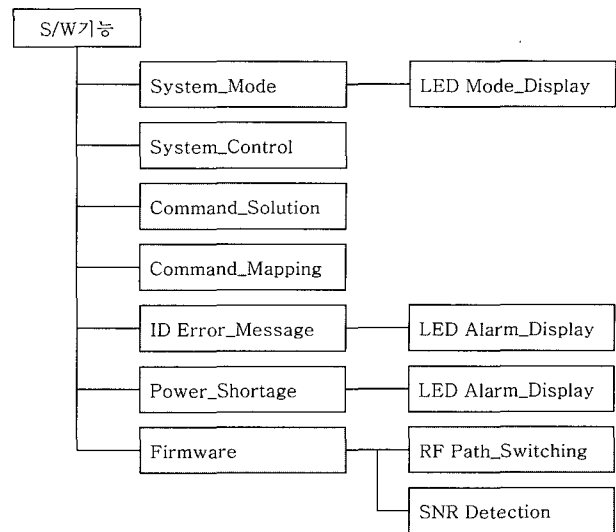 S/W기능
System_Mode
LED Mode_Display
System_Control
Command_Solution
Command_Mapping
ID Error_Message
LED Alarm_Display
Power_Shortage
LED Alarm_Display
Firmware
RF Path_Switching
SNR Detection